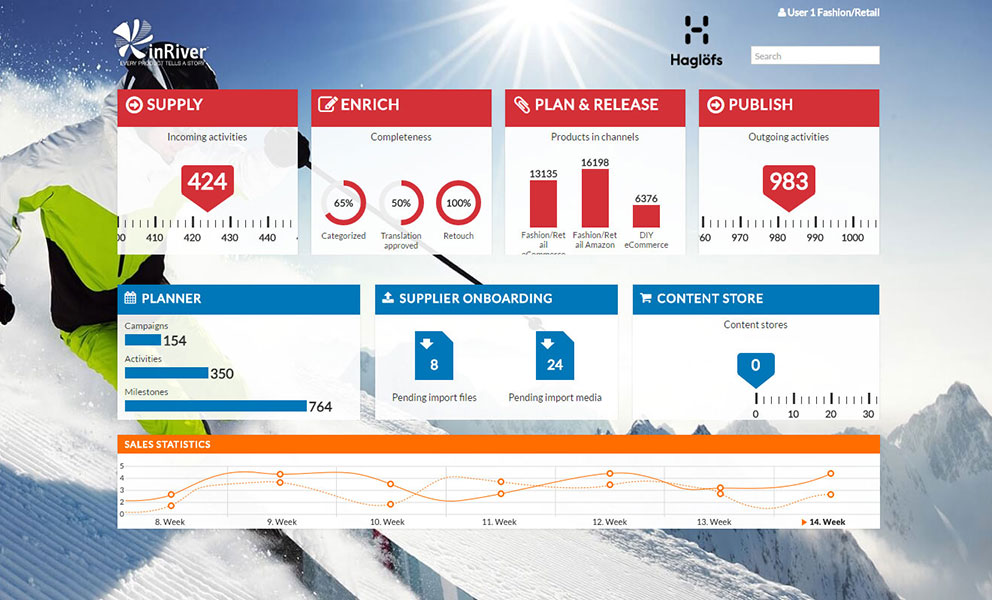 User 1 Fashion/Retail
inRiver
EVERY PRODUCT TELLS A STORY
Haglöfs
Search
SUPPLY
Incoming activities
424
410 420 430 440
ENRICH
Completeness
65% 50% 100%
Categorized Translation Retouch
approved
PLAN & RELEASE
Products in channels
16198
13135
6376
Fashion/Ret Fashion/Ret DIY
ail ail Amazon eCommerce
eCommerce
PUBLISH
Outgoing activities
983
60 970 980 990 1000
PLANNER
Campaigns
154
Activities
350
Milestones
764
SUPPLIER ONBOARDING
8 24
Pending import files Pending import media
CONTENT STORE
Content stores
0
0 10 20 30
SALES STATISTICS
5
4
3
2
0
8. Week 9. Week 10. Week 11. Week 12. Week 13. Week 14. Week